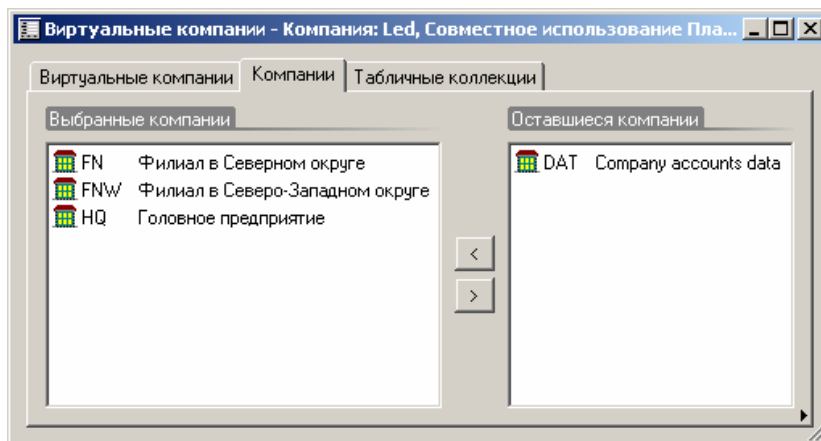 Виртуальные компании - Компания: Led, Совместное использование Пла...
Виртуальные компании Компании Табличные коллекции
Выбранные компании
FN Филиал в Северном округе
FNW Филиал в Северо-Западном округе
HQ Головное предприятие
<
>
Оставшиеся компании
DAT Company accounts data